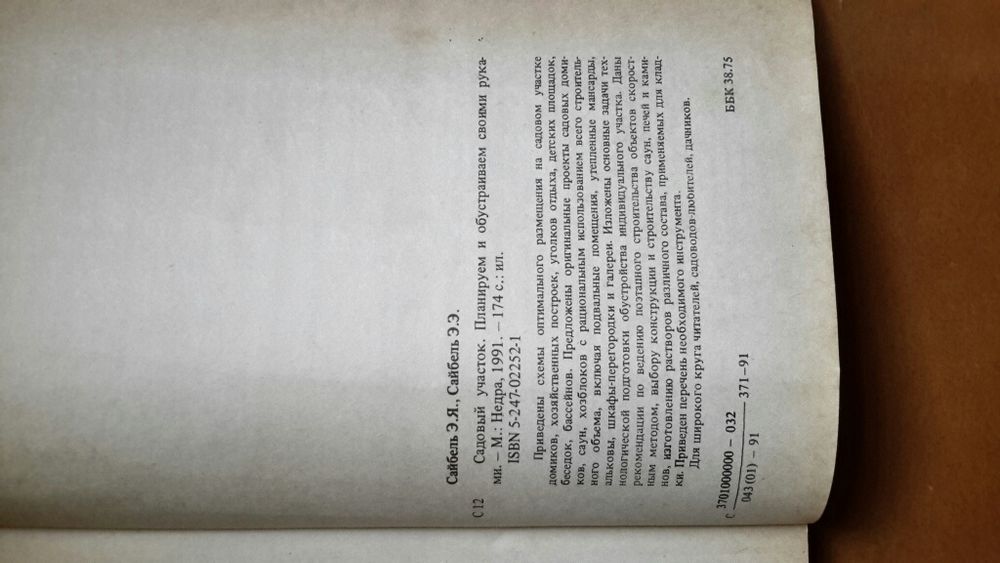 Сайбель Э.Я., Сайбель Э.Э.
С 12
Садовый участок. Планируем и обустраиваем своими рука-
ми. – М.: Недра, 1991. – 174 с.: ил.
ISBN 5-247-02252-1
Приведены схемы оптимального размещения на садовом участке
домиков, хозяйственных построек, уголков отдыха, детских площадок,
беседок, бассейнов. Предложены оригинальные проекты садовых доми-
ков, саун, хозблоков с рациональным использованием всего строитель-
ного объема, включая подвальные помещения, утепленные мансарды,
альковы, шкафы-перегородки и галереи. Изложены основные задачи тех-
нологической подготовки обустройства индивидуального участка. Даны
рекомендации по ведению поэтапного строительства объектов скорост-
ным методом, выбору конструкции и строительству саун, печей и ками-
нов, изготовлению растворов различного состава, применяемых для клад-
ки. Приведен перечень необходимого инструмента.
Для широкого круга читателей, садоводов-любителей, дачников.
С 3701000000 – 032
043 (01) – 91
371–91
ББК 38.75